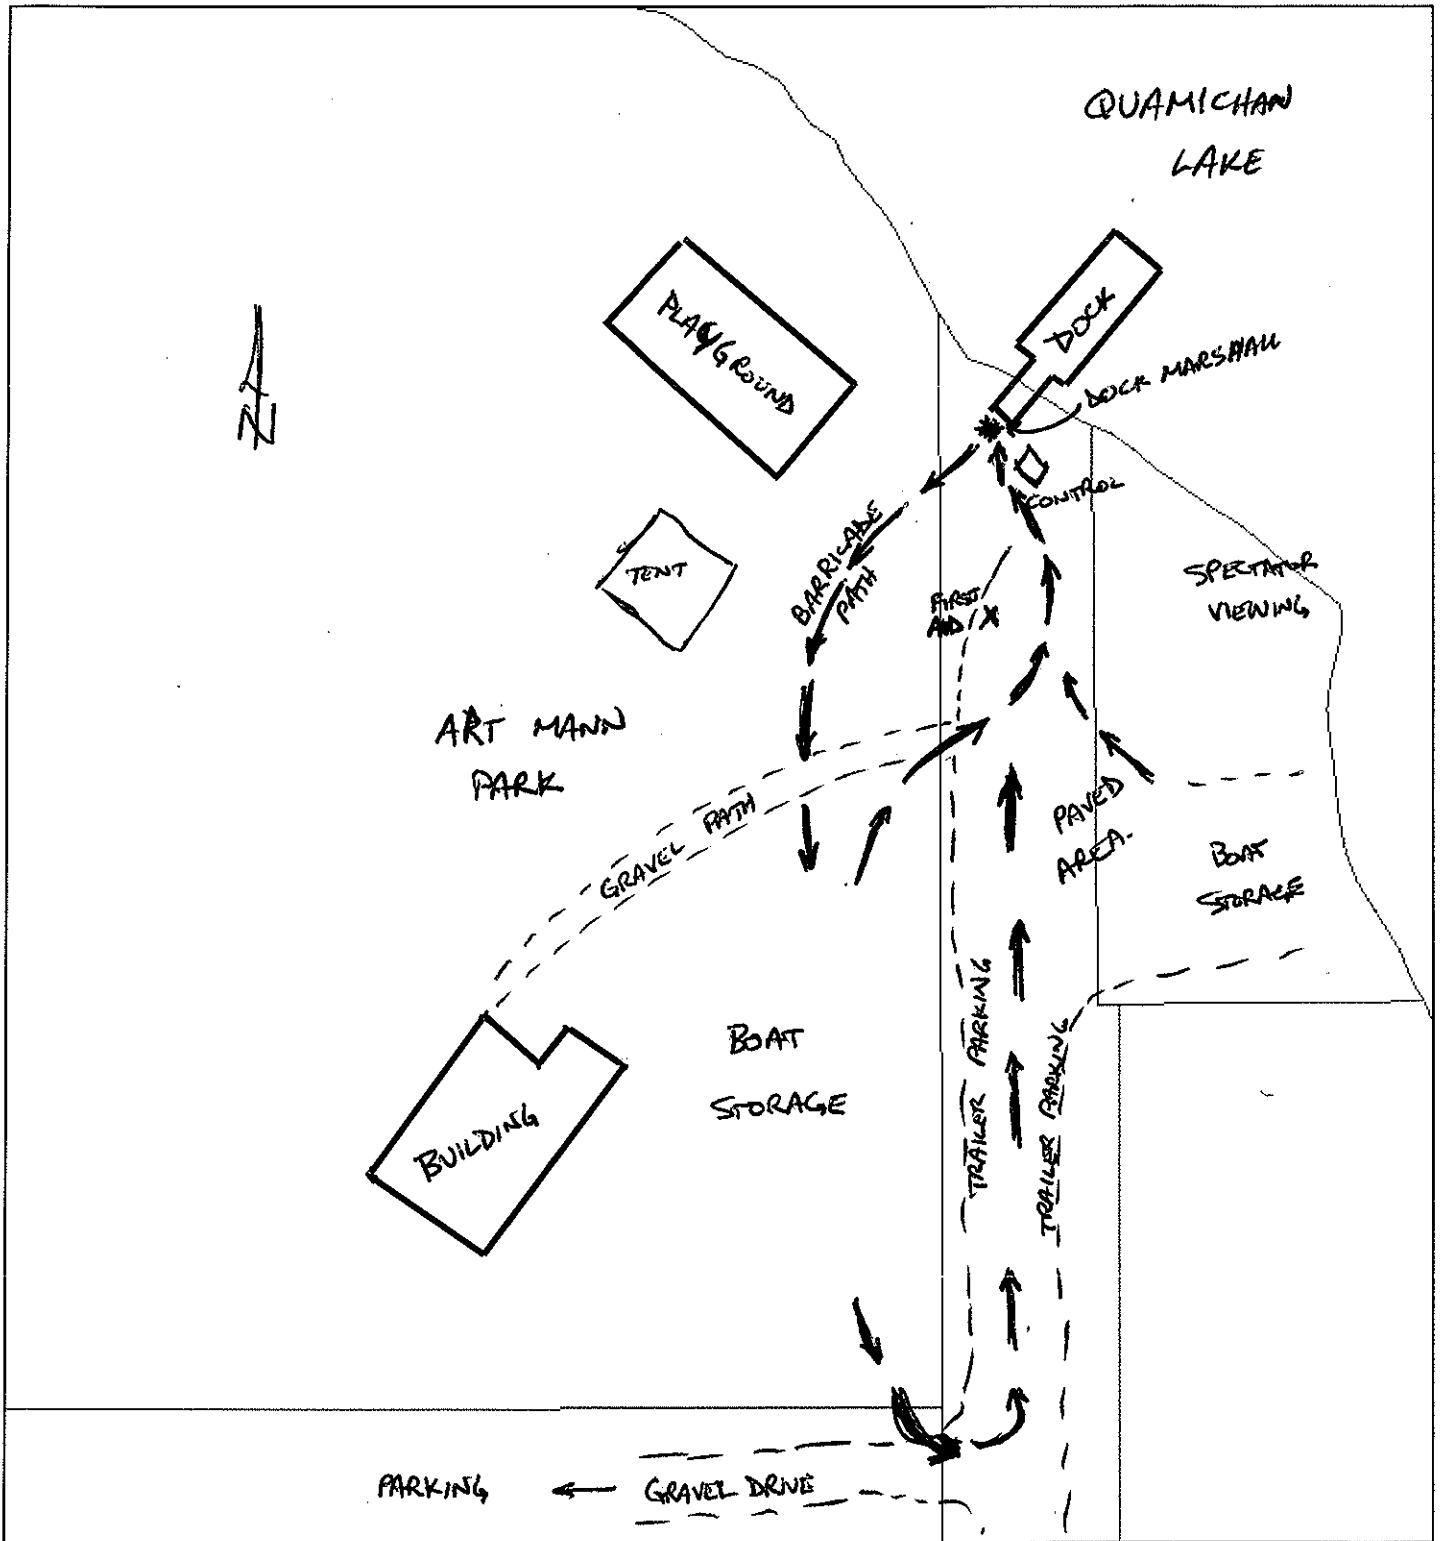 QUAMICHAN
LAKE
PLAYGROUND
DOCK
DOCK MARSHALL
N
CONTROL
BARRICADE
PATH
TENT
FIRST
AID X
SPECTATOR
VIEWING
ART MANN
PARK
GRAVEL PATH
PAVED
AREA.
BOAT
STORAGE
BOAT
STORAGE
TRAILER PARKING
TRAILER PARKING
BUILDING
PARKING
GRAVEL DRIVE